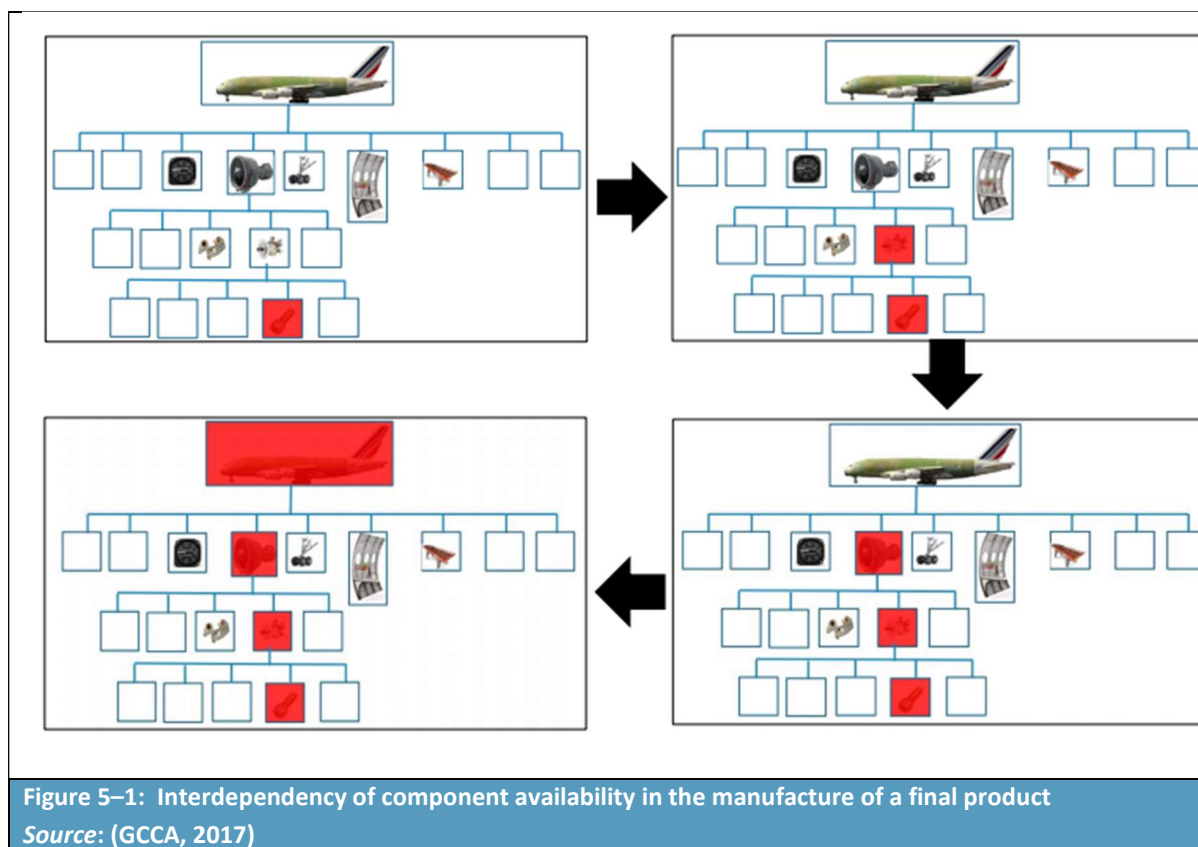 Figure 5–1:  Interdependency of component availability in the manufacture of a final product
Source: (GCCA, 2017)